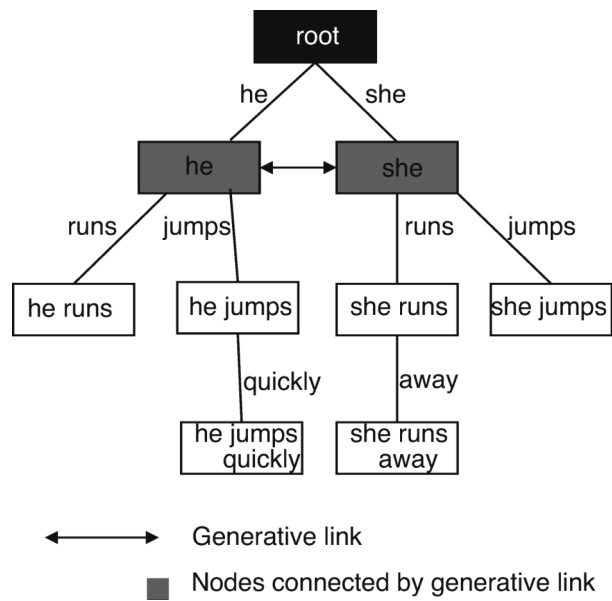 root
he
she
he
she
runs
jumps
runs
jumps
he runs
he jumps
she runs
she jumps
quickly
away
he jumps
quickly
she runs
away
Generative link
Nodes connected by generative link